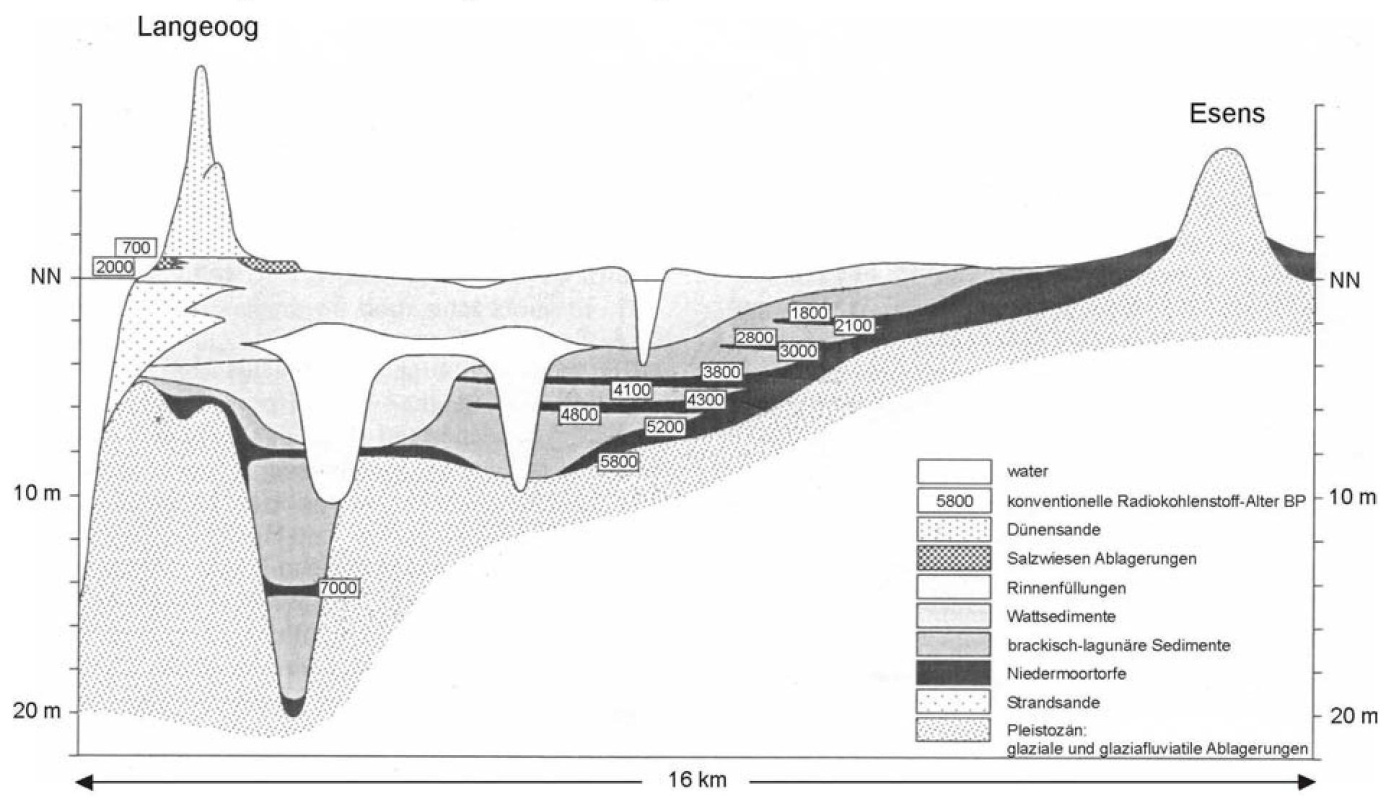 Langeoog
Esens
700
2000
NN
NN
1800
2100
2800
3000
3800
4100
4300
4800
5200
5800
7000
10 m
10 m
20 m
20 m
water
5800 konventionelle Radiokohlenstoff-Alter BP
Dünensande
Salzwiesen Ablagerungen
Rinnenfüllungen
Wattsedimente
brackisch-lagunäre Sedimente
Niedermoortorfe
Strandsande
Pleistozän:
glaziale und glaziafluviatile Ablagerungen
16 km